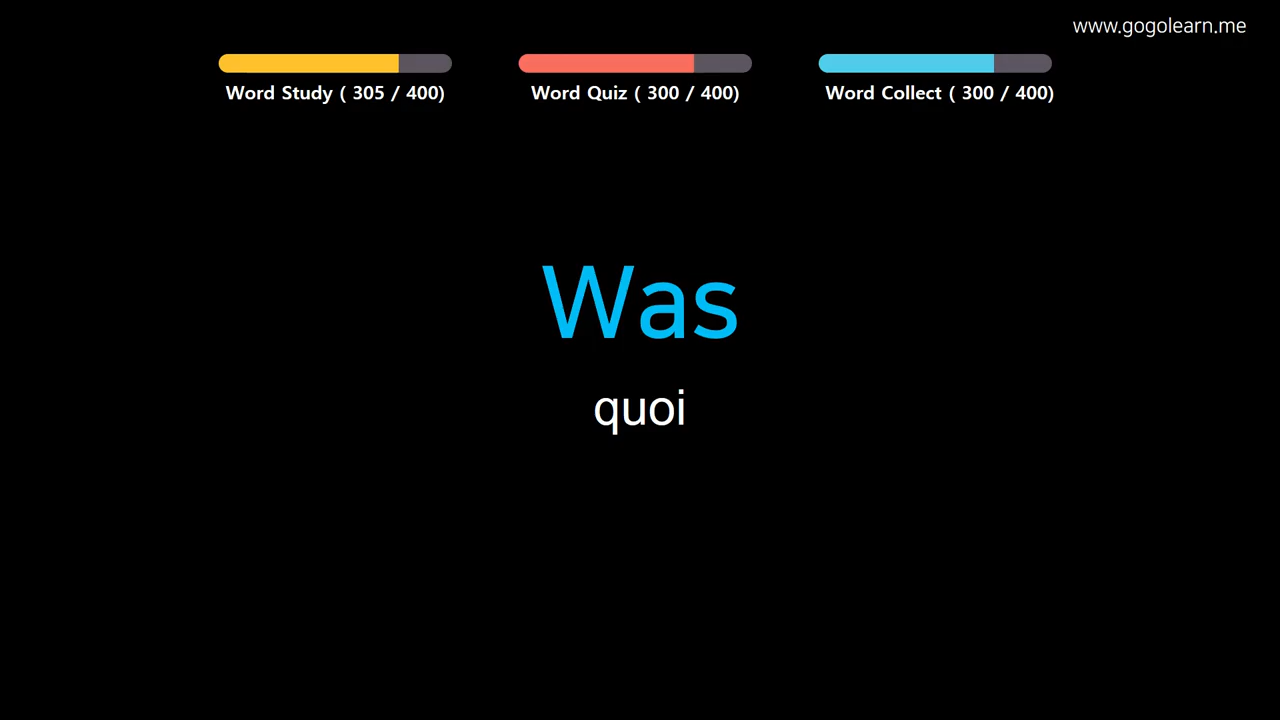 www.gogolearn.me
Word Study ( 305 / 400)
Word Quiz ( 300 / 400)
Word Collect ( 300 / 400)
Was
quoi